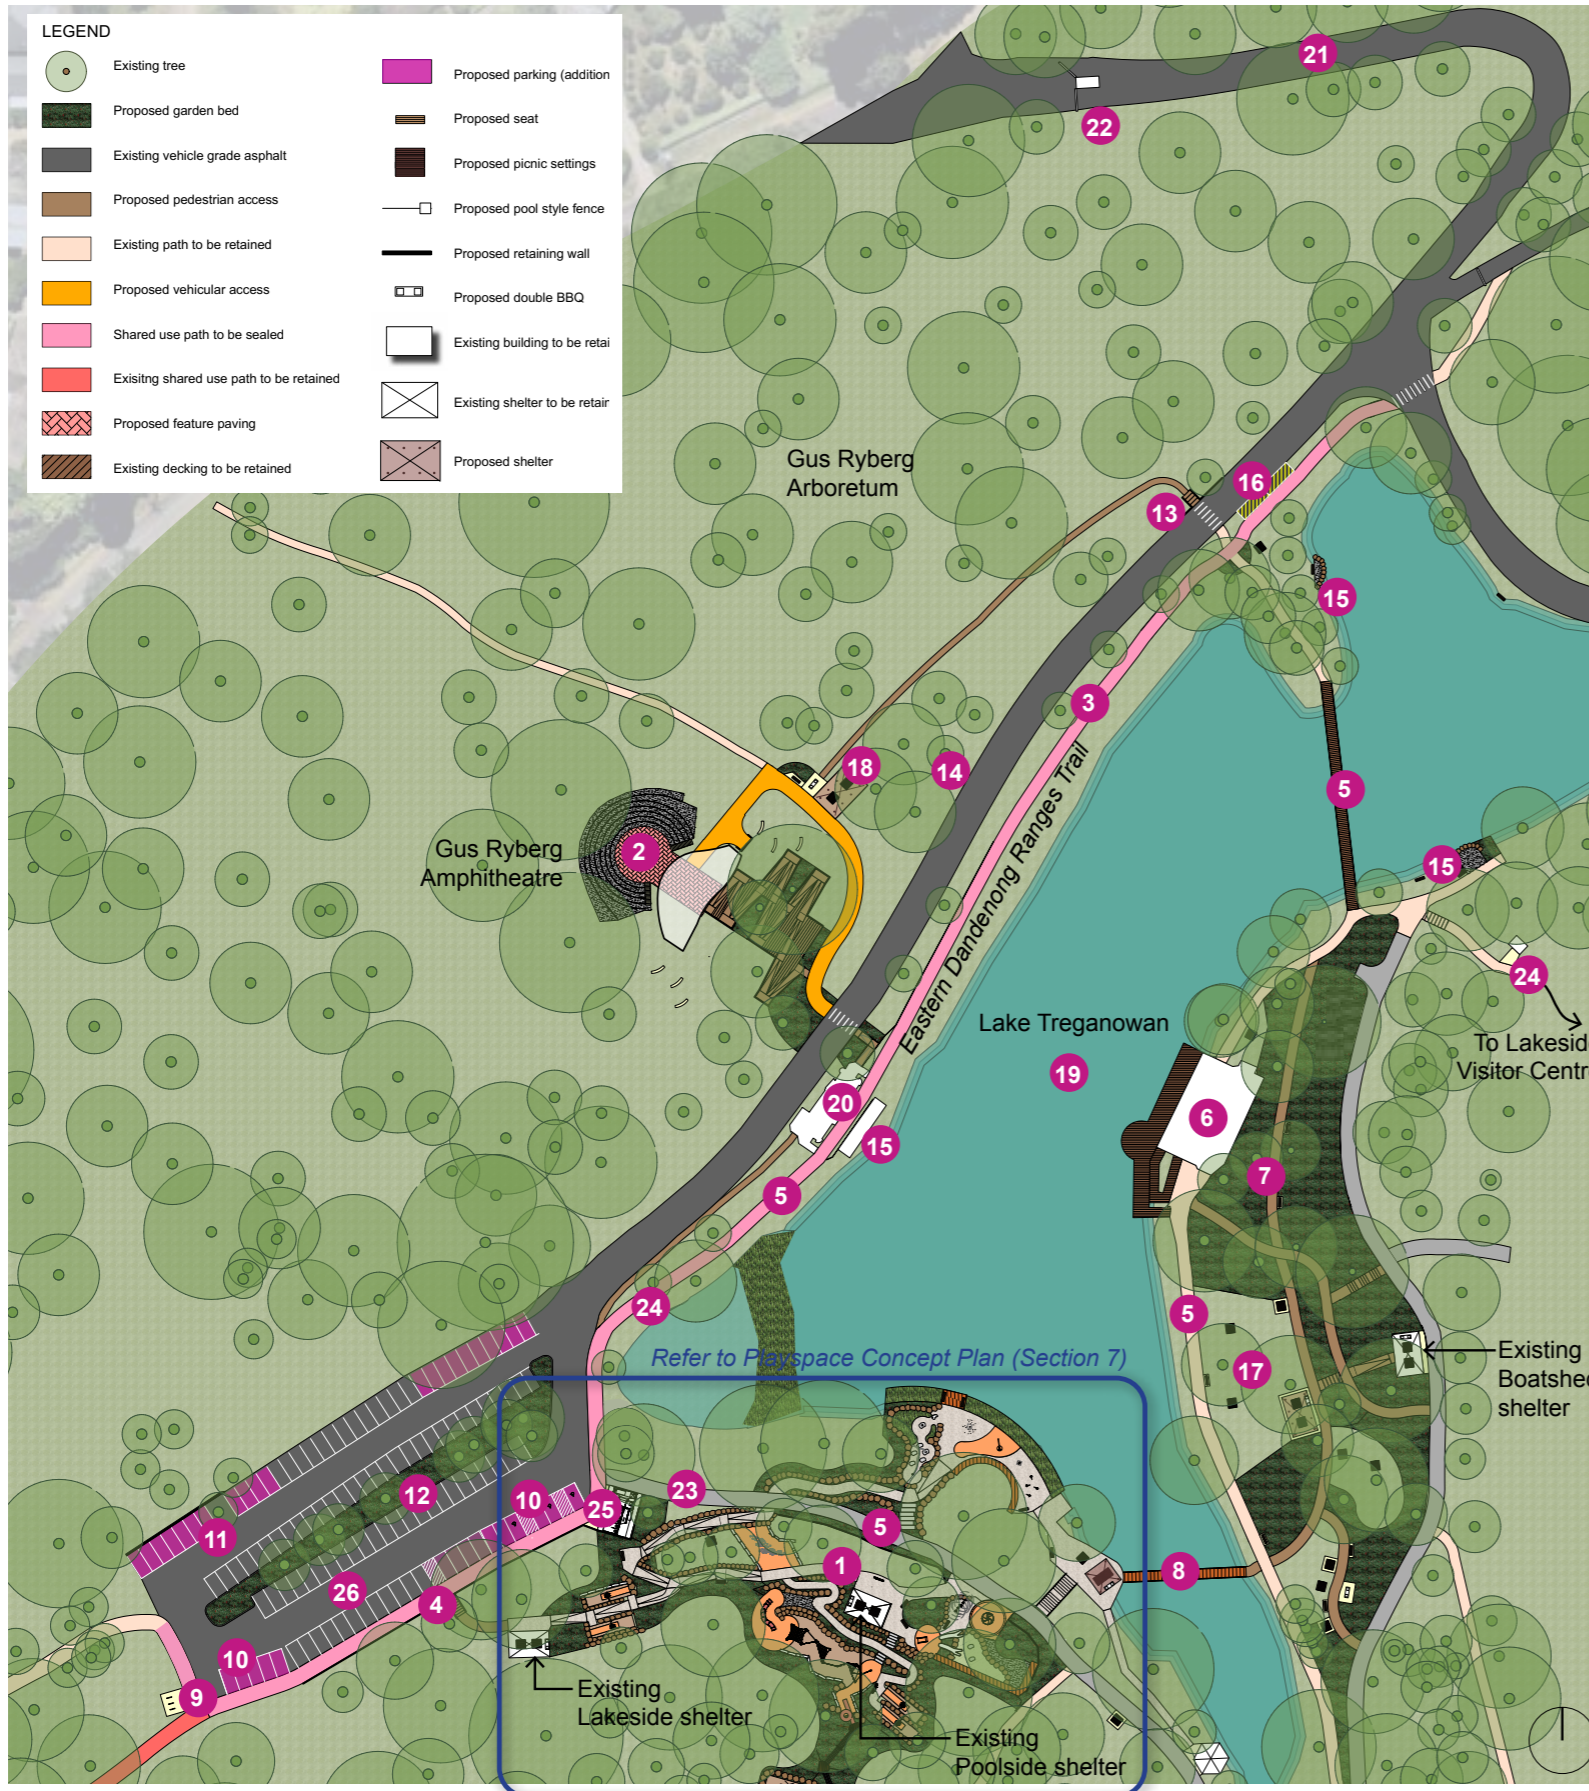 LEGEND
Existing tree
Proposed garden bed
Existing vehicle grade asphalt
Proposed pedestrian access
Existing path to be retained
Proposed vehicular access
Shared use path to be sealed
Exisitng shared use path to be retained
Proposed feature paving
Existing decking to be retained
Proposed parking (addition
Proposed seat
Proposed picnic settings
Proposed pool style fence
Proposed retaining wall
Proposed double BBQ
Existing building to be retai
Existing shelter to be retair
Proposed shelter
21
22
Gus Ryberg
Arboretum
16
13
15
3
Eastern Dandenong Ranges Trail
18
14
5
Gus Ryberg
Amphitheatre
2
15
24
To Lakesid
Visitor Centr
Lake Treganowan
19
20
15
6
7
5
24
5
Refer to Playspace Concept Plan (Section 7)
17
Existing
Boatshed
shelter
12
10
25
23
11
5
1
8
26
4
10
9
Existing
Lakeside shelter
Existing
Poolside shelter